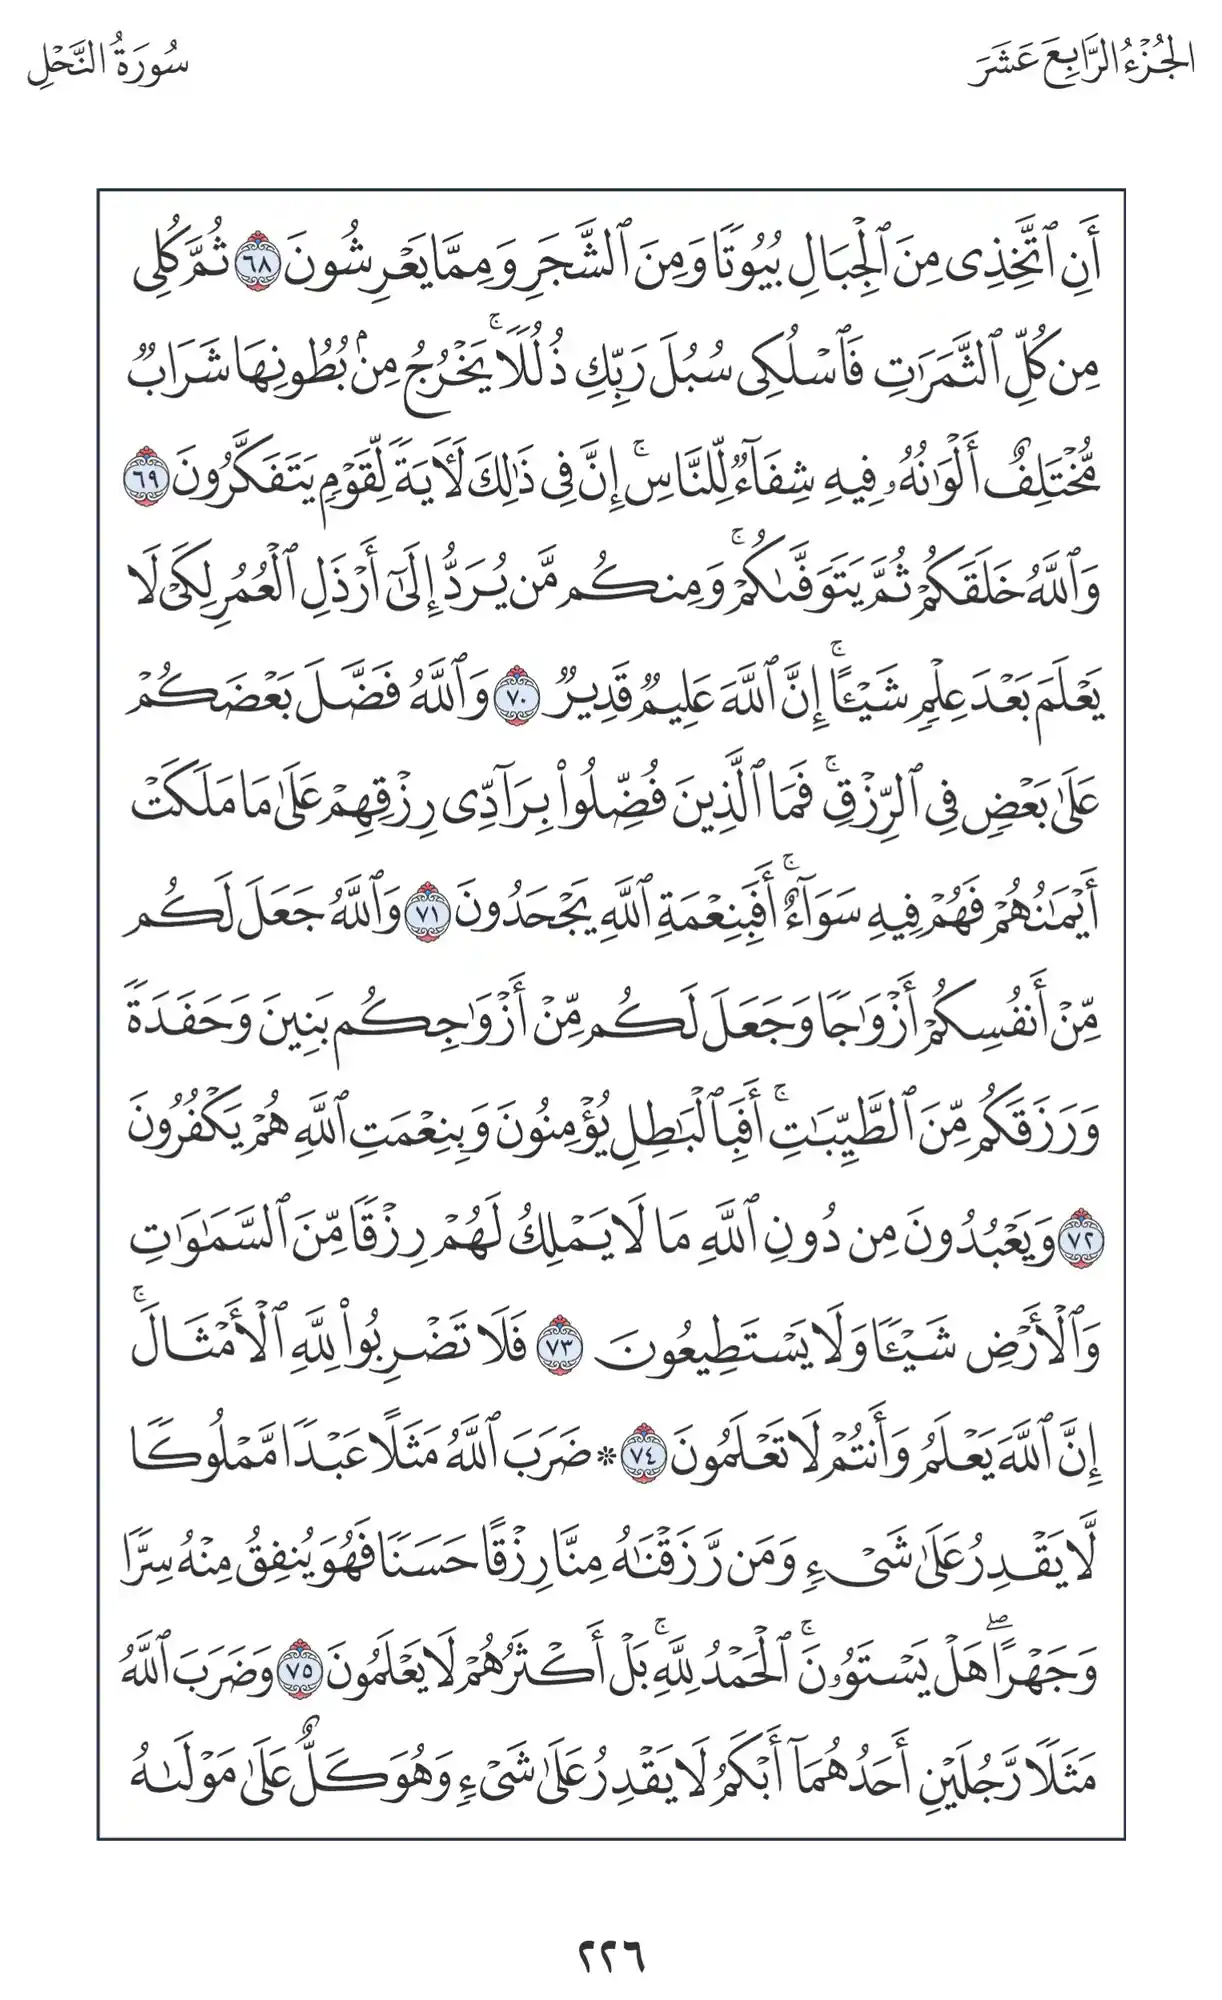 الجُزْءُ الرَّابِعَ عَشَرَ
سُورَةُ النَّحْلِ
أَنِ ٱتَّخِذِى مِنَ ٱلْجِبَالِ بُيُوتًا وَمِنَ ٱلشَّجَرِ وَمِمَّا يَعْرِشُونَ ٦٨ ثُمَّ كُلِى
مِن كُلِّ ٱلثَّمَرَٰتِ فَٱسْلُكِى سُبُلَ رَبِّكِ ذُلُلًاۚ يَخْرُجُ مِنۢ بُطُونِهَا شَرَابٌ
مُّخْتَلِفٌ أَلْوَٰنُهُۥ فِيهِ شِفَآءٌ لِّلنَّاسِۚ إِنَّ فِى ذَٰلِكَ لَـَٔايَةً لِّقَوْمٍ يَتَفَكَّرُونَ ٦٩
وَٱللَّهُ خَلَقَكُمْ ثُمَّ يَتَوَفَّىٰكُمْۚ وَمِنكُم مَّن يُرَدُّ إِلَىٰٓ أَرْذَلِ ٱلْعُمُرِ لِكَىْ لَا
يَعْلَمَ بَعْدَ عِلْمٍ شَيْـًٔاۚ إِنَّ ٱللَّهَ عَلِيمٌ قَدِيرٌ ٧٠ وَٱللَّهُ فَضَّلَ بَعْضَكُمْ
عَلَىٰ بَعْضٍ فِى ٱلرِّزْقِۚ فَمَا ٱلَّذِينَ فُضِّلُوا۟ بِرَآدِّى رِزْقِهِمْ عَلَىٰ مَا مَلَكَتْ
أَيْمَٰنُهُمْ فَهُمْ فِيهِ سَوَآءٌۚ أَفَبِنِعْمَةِ ٱللَّهِ يَجْحَدُونَ ٧١ وَٱللَّهُ جَعَلَ لَكُم
مِّنْ أَنفُسِكُمْ أَزْوَٰجًا وَجَعَلَ لَكُم مِّنْ أَزْوَٰجِكُم بَنِينَ وَحَفَدَةً
وَرَزَقَكُم مِّنَ ٱلطَّيِّبَٰتِۚ أَفَبِٱلْبَٰطِلِ يُؤْمِنُونَ وَبِنِعْمَتِ ٱللَّهِ هُمْ يَكْفُرُونَ
٧٢ وَيَعْبُدُونَ مِن دُونِ ٱللَّهِ مَا لَا يَمْلِكُ لَهُمْ رِزْقًا مِّنَ ٱلسَّمَٰوَٰتِ
وَٱلْأَرْضِ شَيْـًٔا وَلَا يَسْتَطِيعُونَ ٧٣ فَلَا تَضْرِبُوا۟ لِلَّهِ ٱلْأَمْثَالَۚ
إِنَّ ٱللَّهَ يَعْلَمُ وَأَنتُمْ لَا تَعْلَمُونَ ٧٤ * ضَرَبَ ٱللَّهُ مَثَلًا عَبْدًا مَّمْلُوكًا
لَّا يَقْدِرُ عَلَىٰ شَىْءٍ وَمَن رَّزَقْنَٰهُ مِنَّا رِزْقًا حَسَنًا فَهُوَ يُنفِقُ مِنْهُ سِرًّا
وَجَهْرًاۖ هَلْ يَسْتَوُۥنَۚ ٱلْحَمْدُ لِلَّهِۚ بَلْ أَكْثَرُهُمْ لَا يَعْلَمُونَ ٧٥ وَضَرَبَ ٱللَّهُ
مَثَلًا رَّجُلَيْنِ أَحَدُهُمَآ أَبْكَمُ لَا يَقْدِرُ عَلَىٰ شَىْءٍ وَهُوَ كَلٌّ عَلَىٰ مَوْلَىٰهُ
٢٢٦